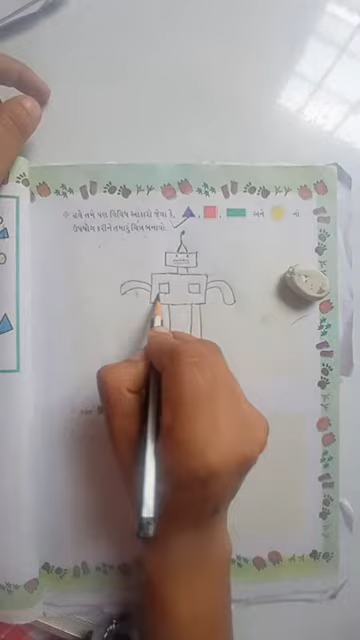 હવે તમે પણ વિવિધ આકારો જેવા કે, , , અને નો
ઉપયોગ કરીને તમારું ચિત્ર બનાવો.